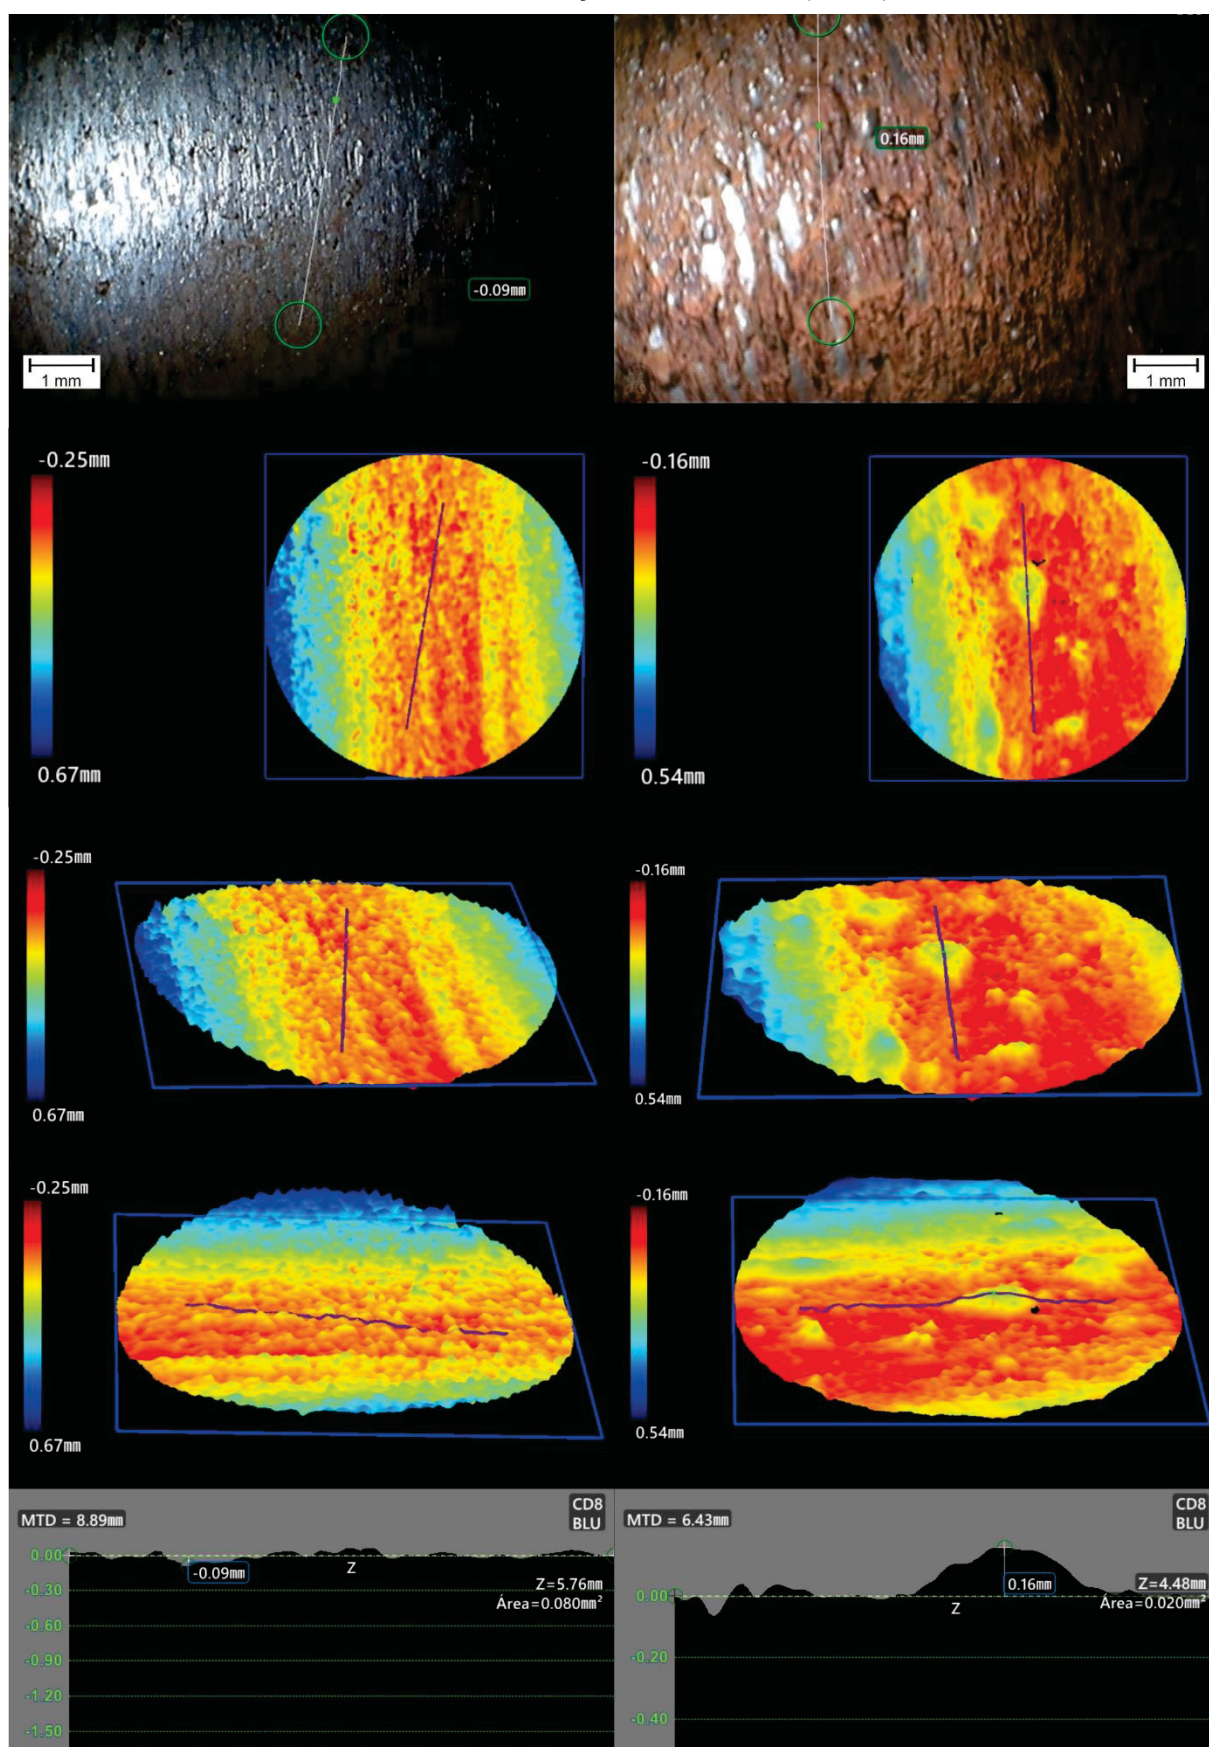 0.16㎜
-0.09㎜
1 mm
1 mm
-0.25㎜
-0.16㎜
0.67㎜
0.54㎜
-0.25㎜
-0.16㎜
0.67㎜
0.54㎜
-0.25㎜
-0.16㎜
0.67㎜
0.54㎜
MTD = 8.89㎜
CD8
BLU
0.00
-0.09㎜
Z
Z=5.76㎜
Área=0.080㎜²
-0.30
-0.60
-0.90
-1.20
-1.50
MTD = 6.43㎜
CD8
BLU
0.16㎜
Z=4.48㎜
0.00
Z
Área=0.020㎜²
-0.20
-0.40